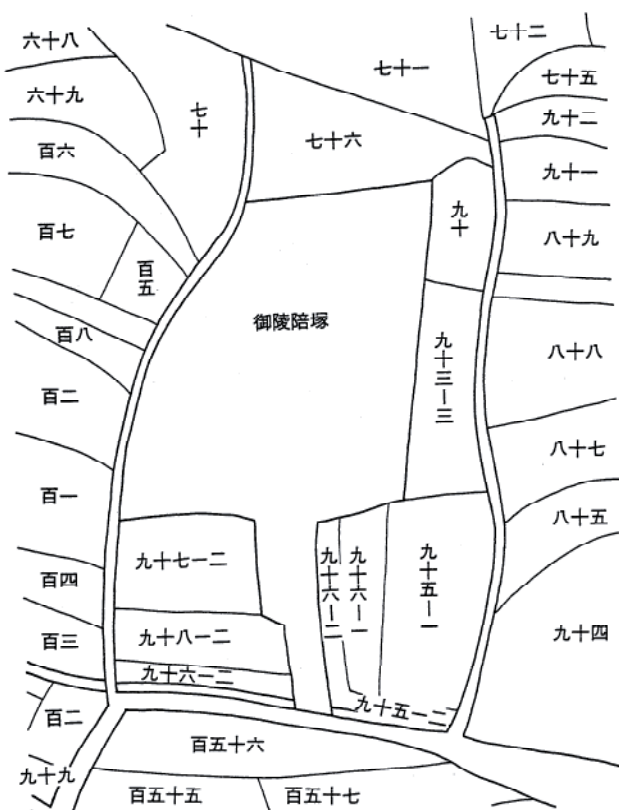 六十八
七十二
七十一
七十五
六十九
七十
九十二
七十六
百六
九十一
九十
百七
八十九
百五
御陵陪塚
百八
九十三ー三
八十八
百二
八十七
百一
八十五
九十七ー二
九十六ー二
九十六ー一
九十五ー一
百四
百三
九十八ー二
九十四
九十六ー二
九十五ー二
百二
百五十六
九十九
百五十五
百五十七